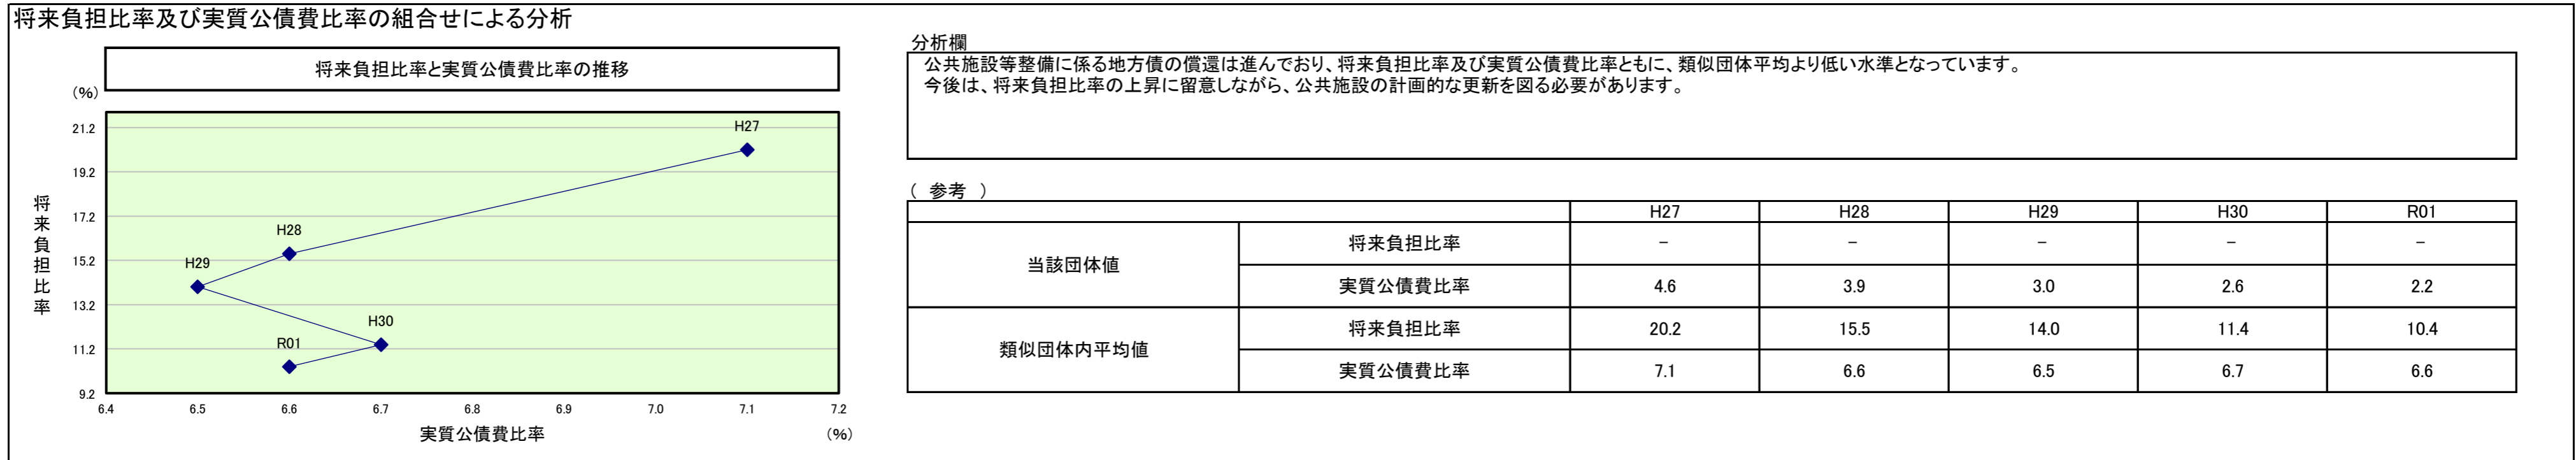 将来負担比率及び実質公債費比率の組合せによる分析
将来負担比率と実質公債費比率の推移
(%)
21.2
19.2
17.2
15.2
13.2
11.2
9.2
将来負担比率
H27
H28
H29
H30
R01
6.4 6.5 6.6 6.7 6.8 6.9 7.0 7.1 7.2
実質公債費比率
(%)
分析欄
公共施設等整備に係る地方債の償還は進んでおり、将来負担比率及び実質公債費比率ともに、類似団体平均より低い水準となっています。
今後は、将来負担比率の上昇に留意しながら、公共施設の計画的な更新を図る必要があります。
( 参考 )
H27 H28 H29 H30 R01
当該団体値
将来負担比率 － － － － －
実質公債費比率 4.6 3.9 3.0 2.6 2.2
類似団体内平均値
将来負担比率 20.2 15.5 14.0 11.4 10.4
実質公債費比率 7.1 6.6 6.5 6.7 6.6